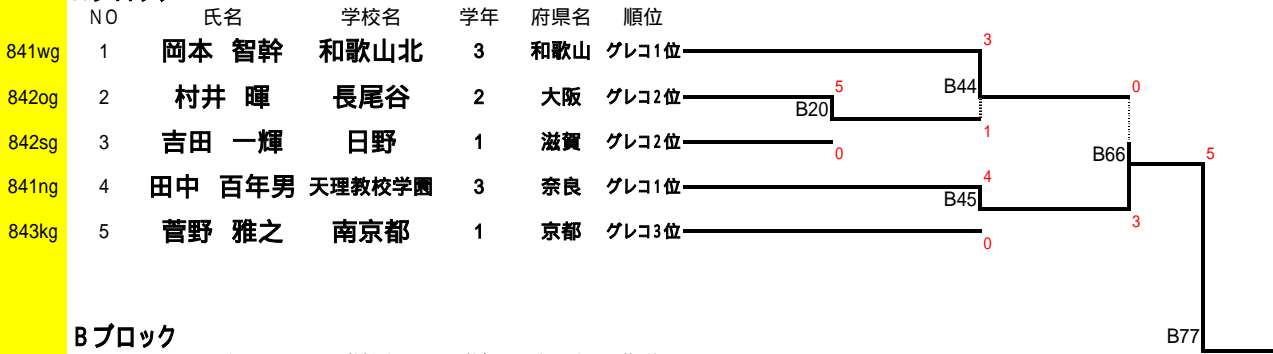 NO 氏名 学校名 学年 府県名 順位
841wg 1 岡本 智幹 和歌山北 3 和歌山 グレコ1位 3
842og 2 村井 暉 長尾谷 2 大阪 グレコ2位 5 B20 B44 0
842sg 3 吉田 一輝 日野 1 滋賀 グレコ2位 0 1 B66 5
841ng 4 田中 百年男 天理教校学園 3 奈良 グレコ1位 4 B45 3
843kg 5 菅野 雅之 南京都 1 京都 グレコ3位 0
Bブロック B77